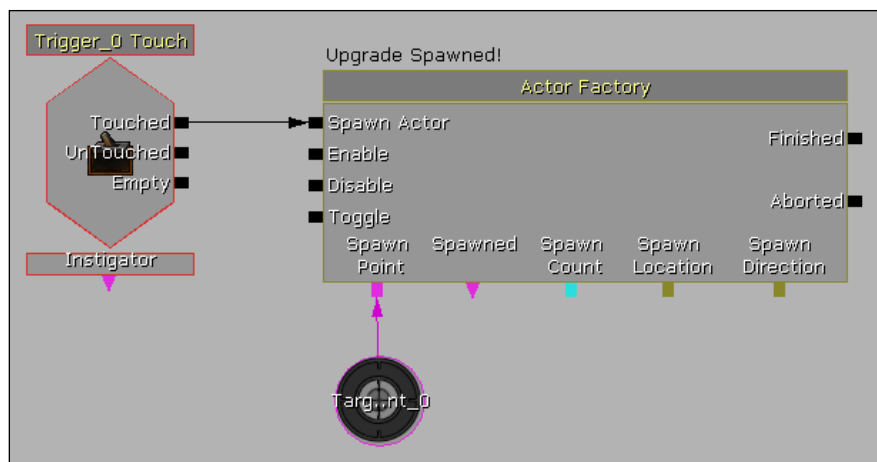 Trigger_0 Touch
Touched
UnTouched
Empty
Instigator
Upgrade Spawned!
Actor Factory
Spawn Actor
Enable
Disable
Toggle
Finished
Aborted
Spawn Point
Spawned
Spawn Count
Spawn Location
Spawn Direction
Targ..nt_0